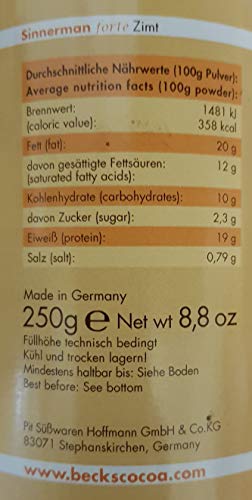 Sinnerman forte Zimt
Durchschnittliche Nährwerte (100g Pulver):
Average nutrition facts (100g powder):
Brennwert: 1481 kJ
(caloric value): 358 kcal
Fett (fat): 20 g
davon gesättigte Fettsäuren: 12 g
(saturated fatty acids):
Kohlenhydrate (carbohydrates): 10 g
davon Zucker (sugar): 2,3 g
Eiweiß (protein): 19 g
Salz (salt): 0,79 g
Made in Germany
250g ℮ Net wt 8,8 oz
Füllhöhe technisch bedingt
Kühl und trocken lagern!
Mindestens haltbar bis: Siehe Boden
Best before: See bottom
Pit Süßwaren Hoffmann GmbH & Co.KG
83071 Stephanskirchen, Germany
www.beckscocoa.com